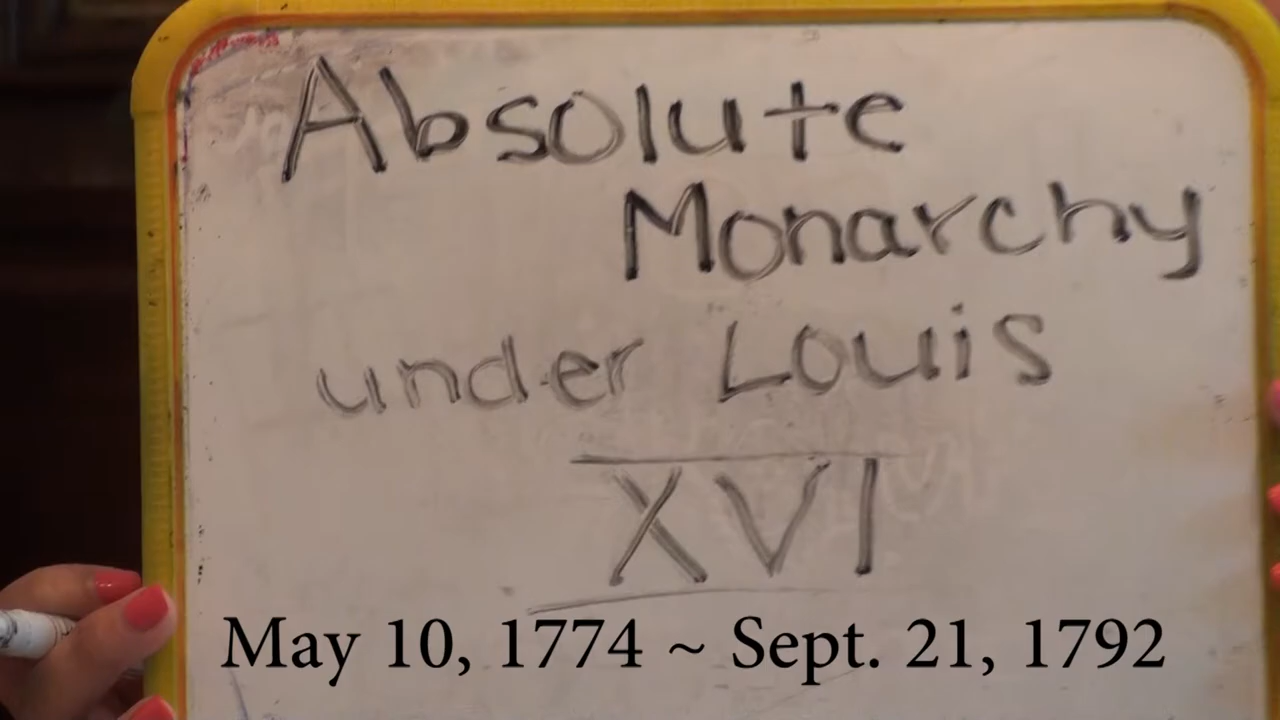 Absolute
Monarchy
under Louis
XVI
May 10, 1774 ~ Sept. 21, 1792